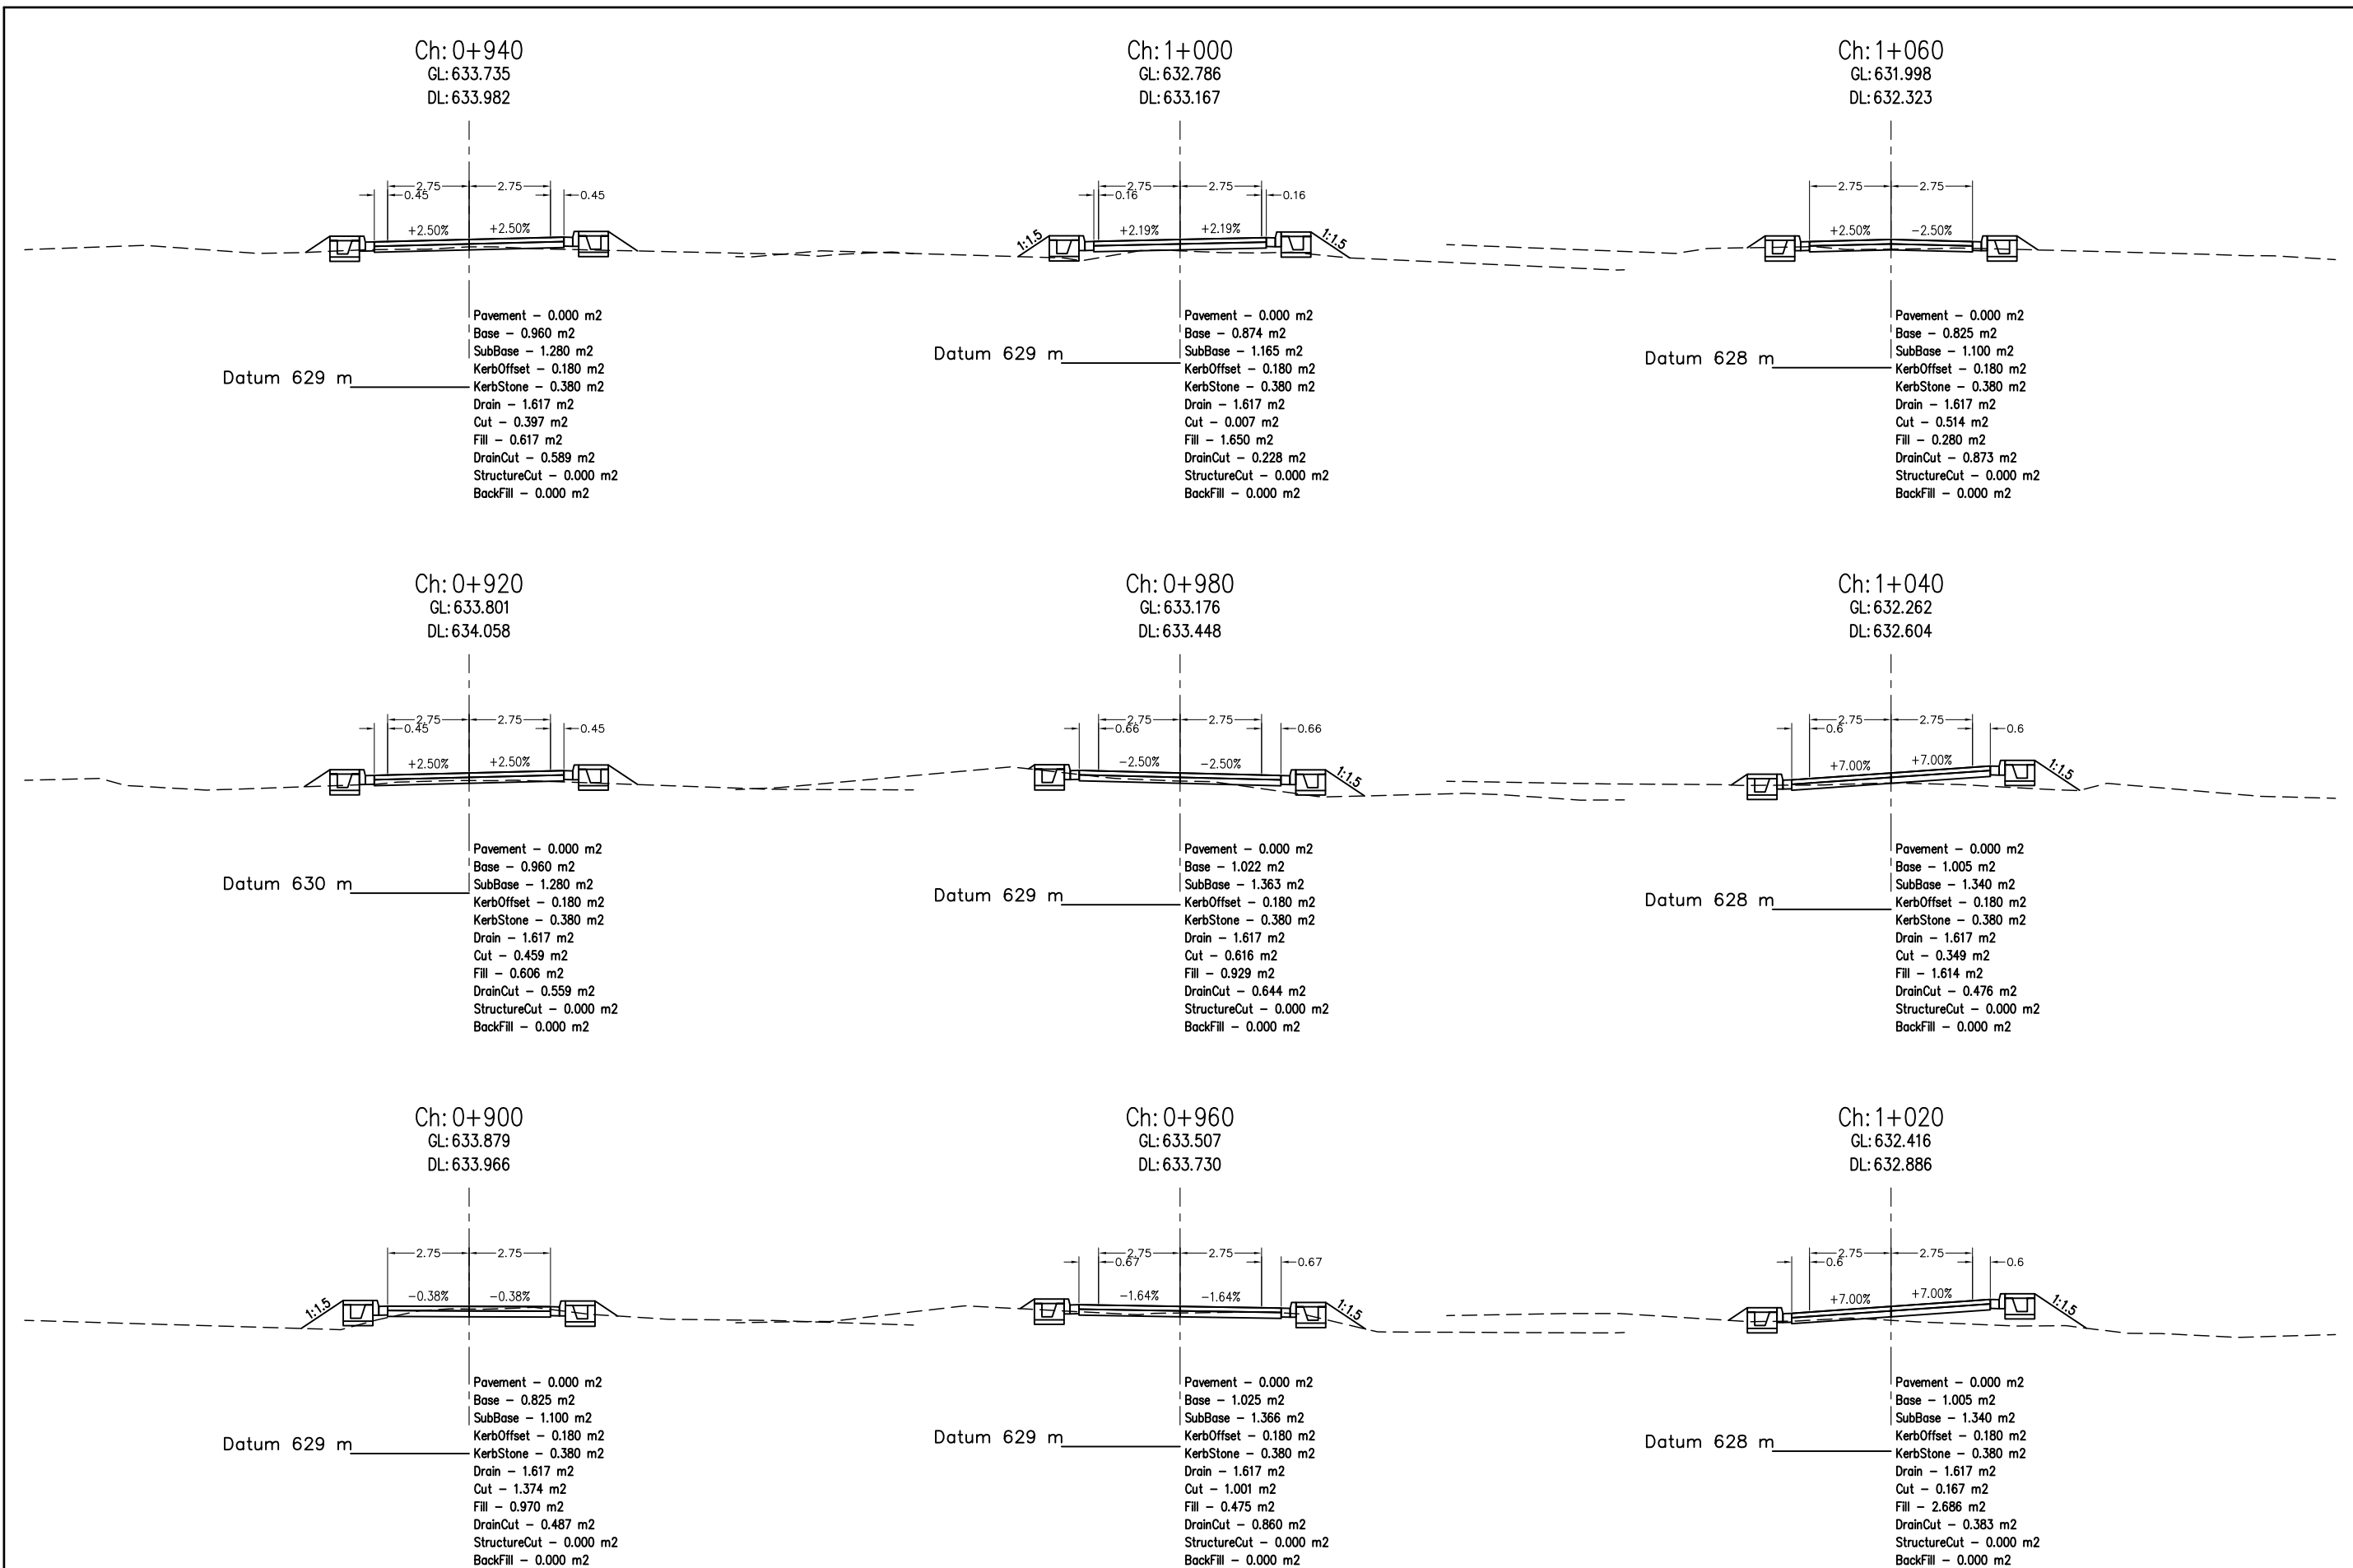 Ch: 0+940
GL: 633.735
DL: 633.982
2.75 2.75
0.45 0.45
+2.50% +2.50%
Datum 629 m
Pavement - 0.000 m2
Base - 0.960 m2
SubBase - 1.280 m2
KerbOffset - 0.180 m2
KerbStone - 0.380 m2
Drain - 1.617 m2
Cut - 0.397 m2
Fill - 0.617 m2
DrainCut - 0.589 m2
StructureCut - 0.000 m2
BackFill - 0.000 m2
Ch: 1+000
GL: 632.786
DL: 633.167
2.75 2.75
0.16 0.16
1:1.5 +2.19% +2.19% 1:1.5
Datum 629 m
Pavement - 0.000 m2
Base - 0.874 m2
SubBase - 1.165 m2
KerbOffset - 0.180 m2
KerbStone - 0.380 m2
Drain - 1.617 m2
Cut - 0.007 m2
Fill - 1.650 m2
DrainCut - 0.228 m2
StructureCut - 0.000 m2
BackFill - 0.000 m2
Ch: 1+060
GL: 631.998
DL: 632.323
2.75 2.75
+2.50% -2.50%
Datum 628 m
Pavement - 0.000 m2
Base - 0.825 m2
SubBase - 1.100 m2
KerbOffset - 0.180 m2
KerbStone - 0.380 m2
Drain - 1.617 m2
Cut - 0.514 m2
Fill - 0.280 m2
DrainCut - 0.873 m2
StructureCut - 0.000 m2
BackFill - 0.000 m2
Ch: 0+920
GL: 633.801
DL: 634.058
2.75 2.75
0.45 0.45
+2.50% +2.50%
Datum 630 m
Pavement - 0.000 m2
Base - 0.960 m2
SubBase - 1.280 m2
KerbOffset - 0.180 m2
KerbStone - 0.380 m2
Drain - 1.617 m2
Cut - 0.459 m2
Fill - 0.606 m2
DrainCut - 0.559 m2
StructureCut - 0.000 m2
BackFill - 0.000 m2
Ch: 0+980
GL: 633.176
DL: 633.448
2.75 2.75
0.66 0.66
-2.50% -2.50% 1:1.5
Datum 629 m
Pavement - 0.000 m2
Base - 1.022 m2
SubBase - 1.363 m2
KerbOffset - 0.180 m2
KerbStone - 0.380 m2
Drain - 1.617 m2
Cut - 0.616 m2
Fill - 0.929 m2
DrainCut - 0.644 m2
StructureCut - 0.000 m2
BackFill - 0.000 m2
Ch: 1+040
GL: 632.262
DL: 632.604
2.75 2.75
0.6 0.6
+7.00% +7.00% 1:1.5
Datum 628 m
Pavement - 0.000 m2
Base - 1.005 m2
SubBase - 1.340 m2
KerbOffset - 0.180 m2
KerbStone - 0.380 m2
Drain - 1.617 m2
Cut - 0.349 m2
Fill - 1.614 m2
DrainCut - 0.476 m2
StructureCut - 0.000 m2
BackFill - 0.000 m2
Ch: 0+900
GL: 633.879
DL: 633.966
2.75 2.75
1:1.5 -0.38% -0.38%
Datum 629 m
Pavement - 0.000 m2
Base - 0.825 m2
SubBase - 1.100 m2
KerbOffset - 0.180 m2
KerbStone - 0.380 m2
Drain - 1.617 m2
Cut - 1.374 m2
Fill - 0.970 m2
DrainCut - 0.487 m2
StructureCut - 0.000 m2
BackFill - 0.000 m2
Ch: 0+960
GL: 633.507
DL: 633.730
2.75 2.75
0.67 0.67
-1.64% -1.64% 1:1.5
Datum 629 m
Pavement - 0.000 m2
Base - 1.025 m2
SubBase - 1.366 m2
KerbOffset - 0.180 m2
KerbStone - 0.380 m2
Drain - 1.617 m2
Cut - 1.001 m2
Fill - 0.475 m2
DrainCut - 0.860 m2
StructureCut - 0.000 m2
BackFill - 0.000 m2
Ch: 1+020
GL: 632.416
DL: 632.886
2.75 2.75
0.6 0.6
+7.00% +7.00% 1:1.5
Datum 628 m
Pavement - 0.000 m2
Base - 1.005 m2
SubBase - 1.340 m2
KerbOffset - 0.180 m2
KerbStone - 0.380 m2
Drain - 1.617 m2
Cut - 0.167 m2
Fill - 2.686 m2
DrainCut - 0.383 m2
StructureCut - 0.000 m2
BackFill - 0.000 m2